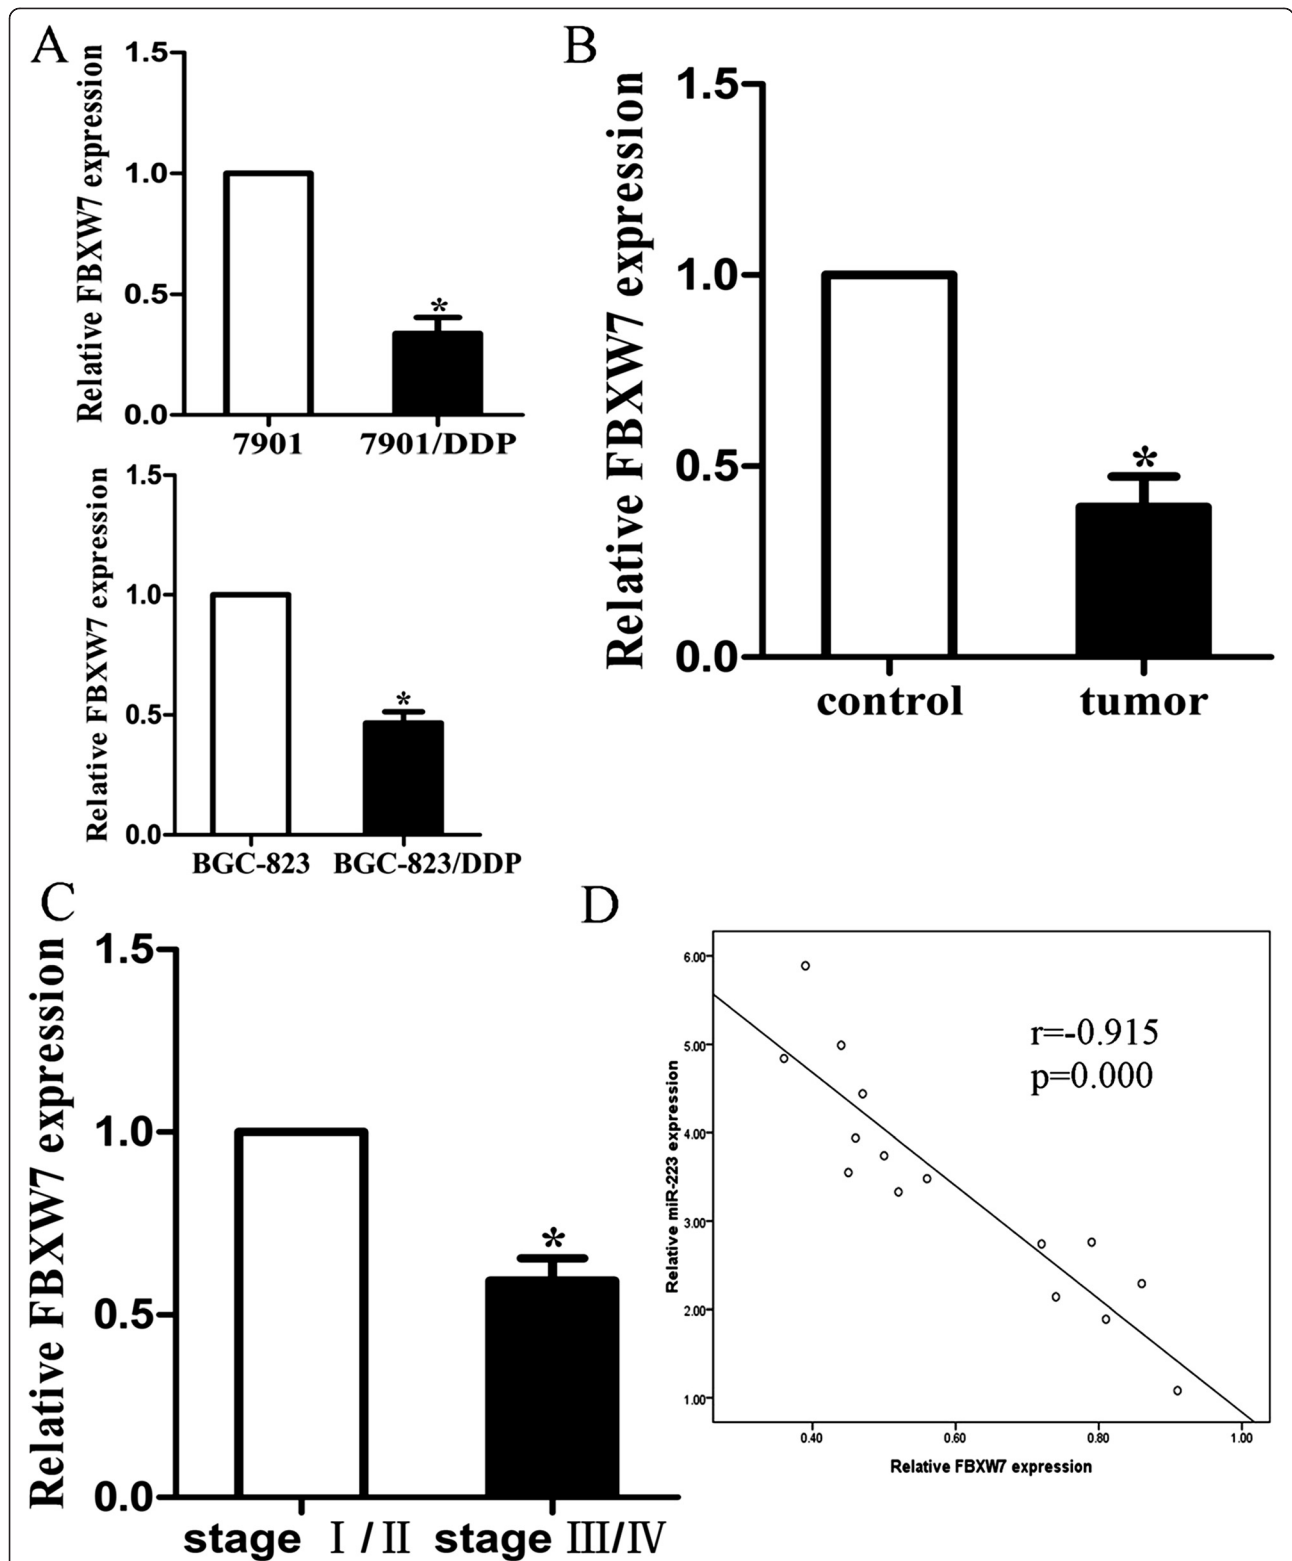 A
Relative FBXW7 expression
1.5
1.0
0.5
0.0
*
7901
7901/DDP
Relative FBXW7 expression
1.5
1.0
0.5
0.0
*
BGC-823
BGC-823/DDP
B
Relative FBXW7 expression
1.5
1.0
0.5
0.0
*
control
tumor
C
Relative FBXW7 expression
1.5
1.0
0.5
0.0
*
stage Ⅰ/Ⅱ
stage Ⅲ/Ⅳ
D
Relative miR-223 expression
6.00
5.00
4.00
3.00
2.00
1.00
r=-0.915
p=0.000
0.40
0.60
0.80
1.00
Relative FBXW7 expression